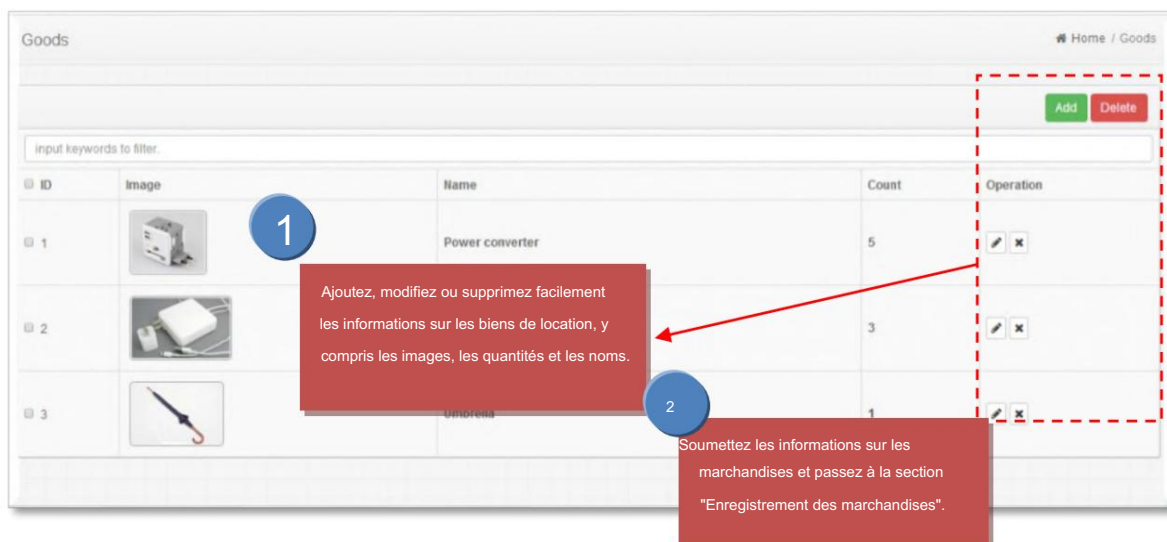 Goods
Home / Goods
Add Delete
input keywords to filter.
ID Image Name Count Operation
1 Power converter 5
1
Ajoutez, modifiez ou supprimez facilement
les informations sur les biens de location, y
compris les images, les quantités et les noms.
2 3
3 Umbrella 1
2
Soumettez les informations sur les
marchandises et passez à la section
"Enregistrement des marchandises".